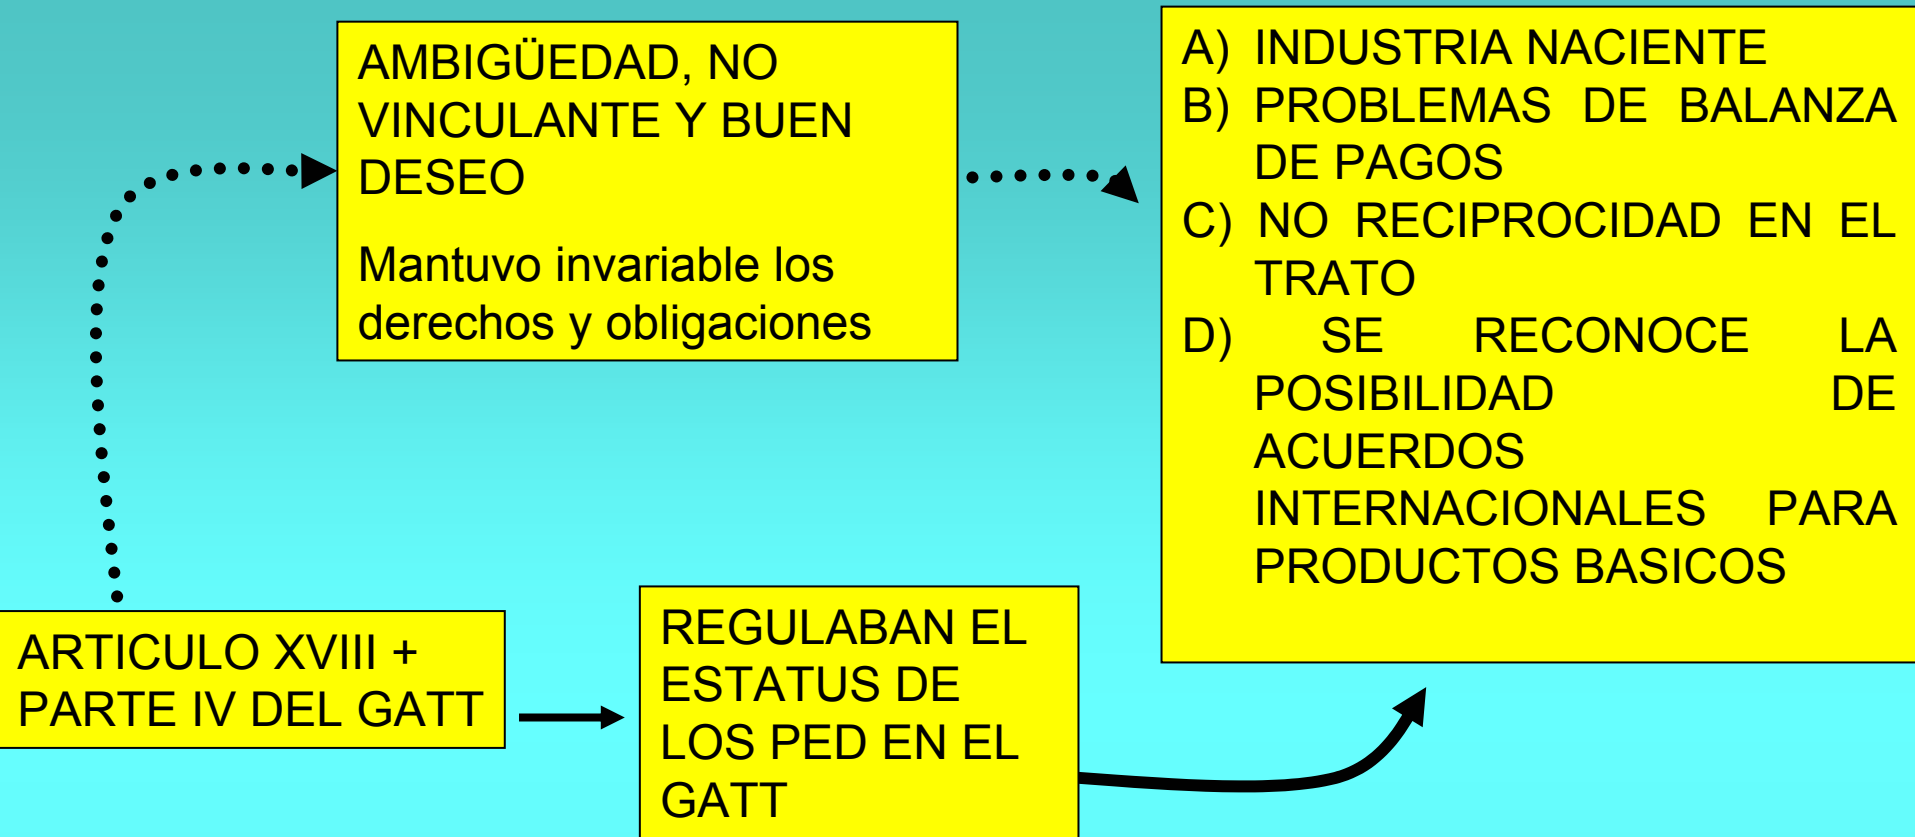 AMBIGÜEDAD, NO
VINCULANTE Y BUEN
DESEO
Mantuvo invariable los
derechos y obligaciones
A) INDUSTRIA NACIENTE
B) PROBLEMAS DE BALANZA
DE PAGOS
C) NO RECIPROCIDAD EN EL
TRATO
D) SE RECONOCE LA
POSIBILIDAD DE
ACUERDOS
INTERNACIONALES PARA
PRODUCTOS BASICOS
ARTICULO XVIII +
PARTE IV DEL GATT
REGULABAN EL
ESTATUS DE
LOS PED EN EL
GATT